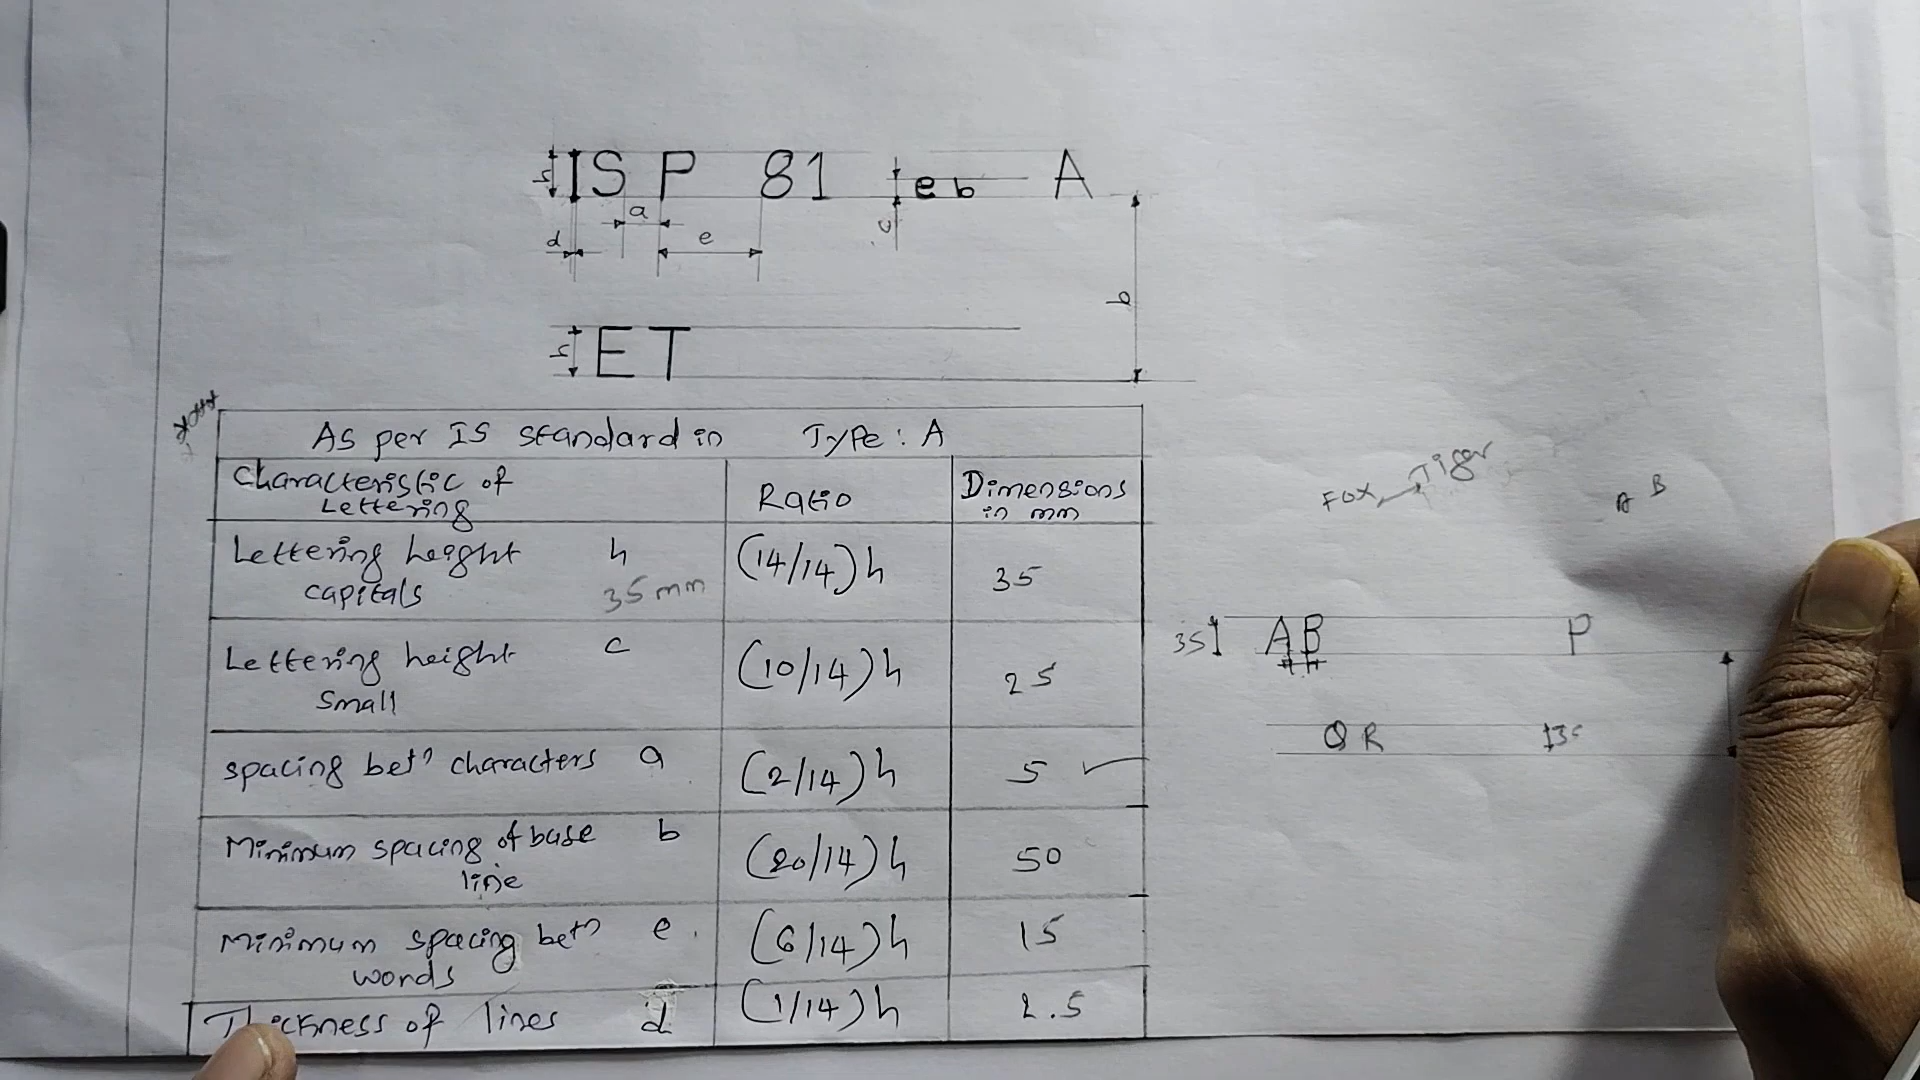 h ISP 81 c eb A
a
d e
b
h ET
As per IS standard in Type : A
Characteristic of Lettering
Ratio
Dimensions in mm
Lettering height h
capitals 35mm
(14/14)h
35
Lettering height c
Small
(10/14)h
25
spacing betn characters a
(2/14)h
5
Minimum spacing of base b
line
(20/14)h
50
Minimum spacing betn e
words
(6/14)h
15
Thickness of lines d
(1/14)h
2.5
FOX Tiger
A B
35 AB P
QR